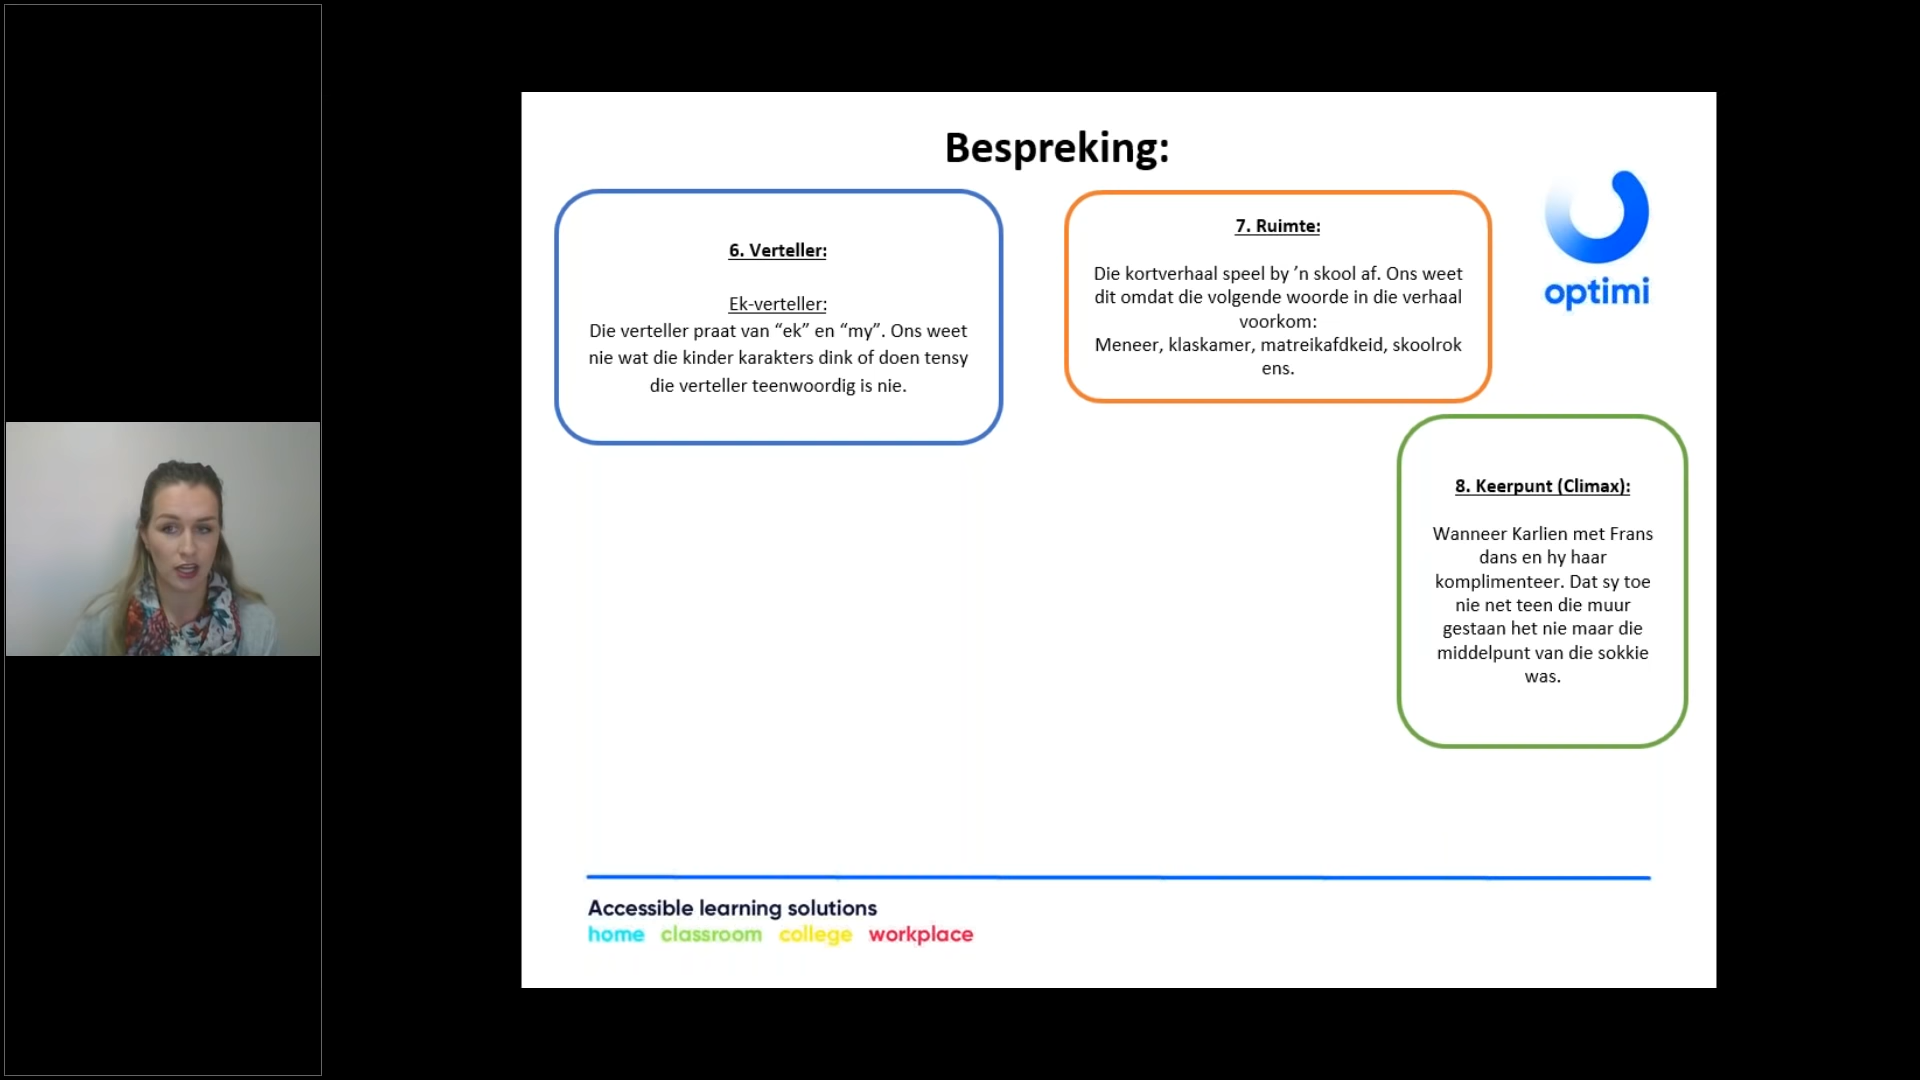 Bespreking:
6. Verteller:
Ek-verteller:
Die verteller praat van “ek” en “my”. Ons weet
nie wat die kinder karakters dink of doen tensy
die verteller teenwoordig is nie.
7. Ruimte:
Die kortverhaal speel by ’n skool af. Ons weet
dit omdat die volgende woorde in die verhaal
voorkom:
Meneer, klaskamer, matreikafdkeid, skoolrok
ens.
optimi
8. Keerpunt (Climax):
Wanneer Karlien met Frans
dans en hy haar
komplimenteer. Dat sy toe
nie net teen die muur
gestaan het nie maar die
middelpunt van die sokkie
was.
Accessible learning solutions
home classroom college workplace